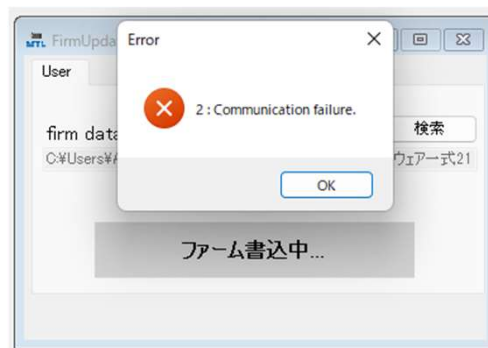 MTL FirmUpda
Error
User
2 : Communication failure.
firm data
検索
C:¥Users¥
ウェアー式21
OK
ファーム書込中...